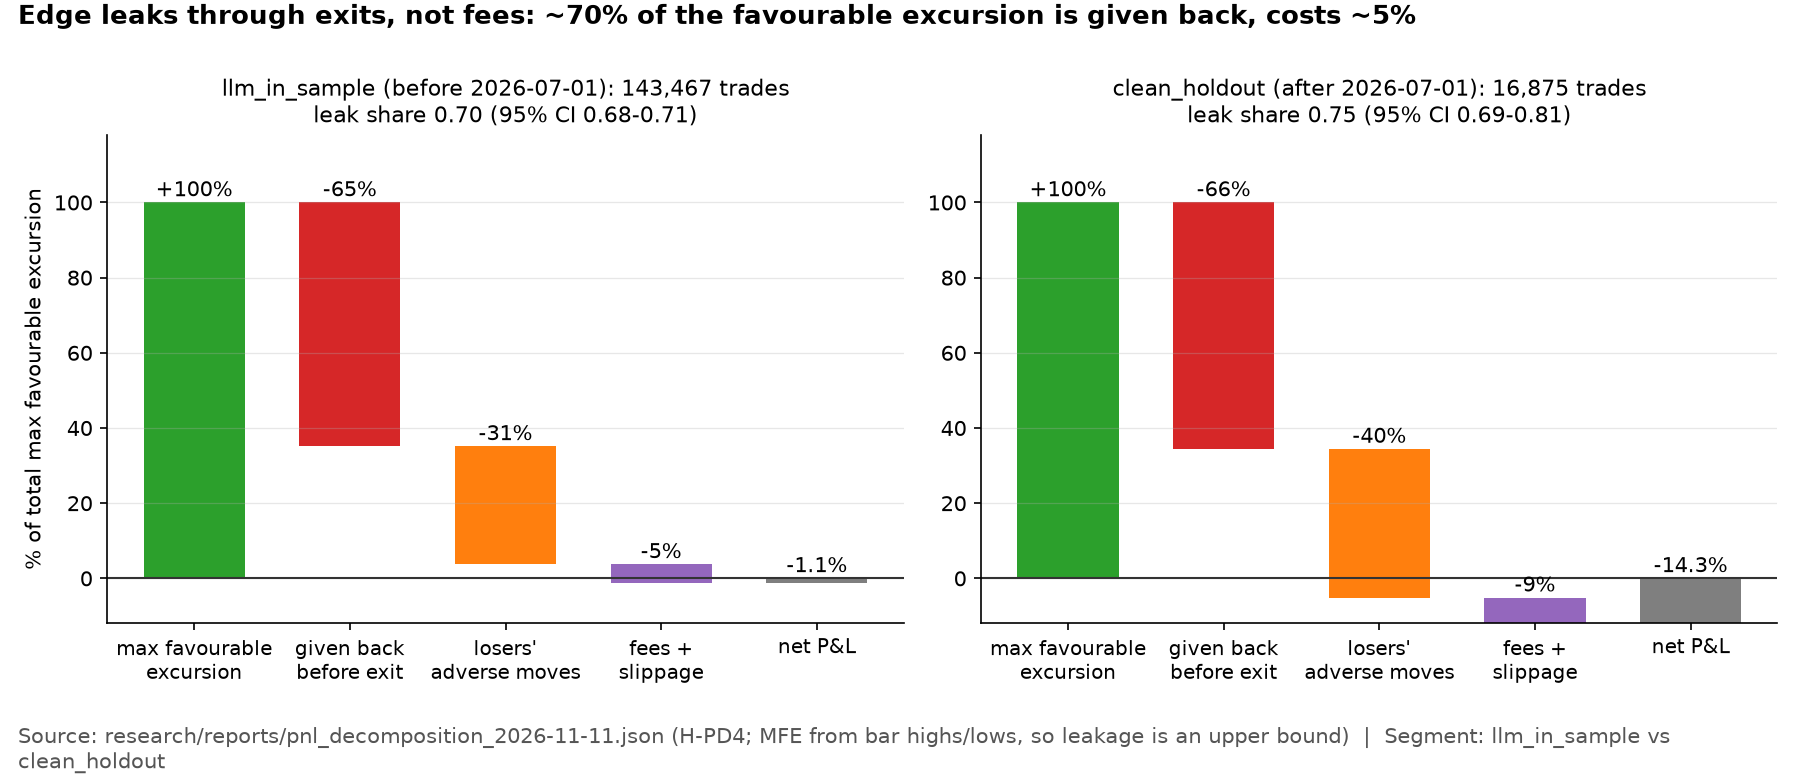 Edge leaks through exits, not fees: ~70% of the favourable excursion is given back, costs ~5%
llm_in_sample (before 2026-07-01): 143,467 trades
leak share 0.70 (95% CI 0.68-0.71)
% of total max favourable excursion
100
80
60
40
20
0
+100%
-65%
-31%
-5%
-1.1%
max favourable
excursion
given back
before exit
losers'
adverse moves
fees +
slippage
net P&L
clean_holdout (after 2026-07-01): 16,875 trades
leak share 0.75 (95% CI 0.69-0.81)
100
80
60
40
20
0
+100%
-66%
-40%
-9%
-14.3%
max favourable
excursion
given back
before exit
losers'
adverse moves
fees +
slippage
net P&L
Source: research/reports/pnl_decomposition_2026-11-11.json (H-PD4; MFE from bar highs/lows, so leakage is an upper bound)  |  Segment: llm_in_sample vs
clean_holdout